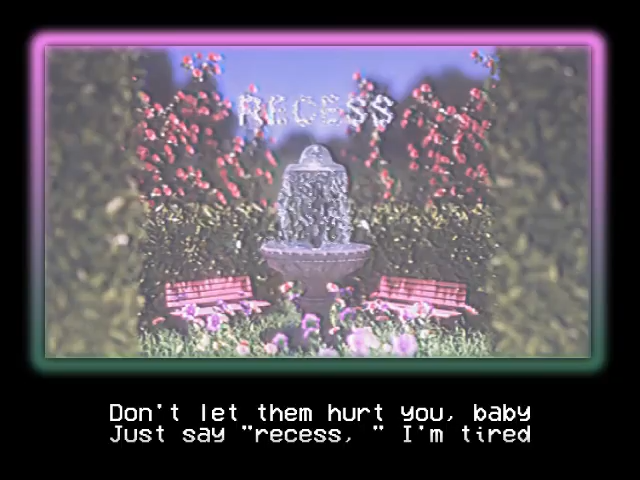 RECESS
Don't let them hurt you, baby
Just say "recess, " I'm tired